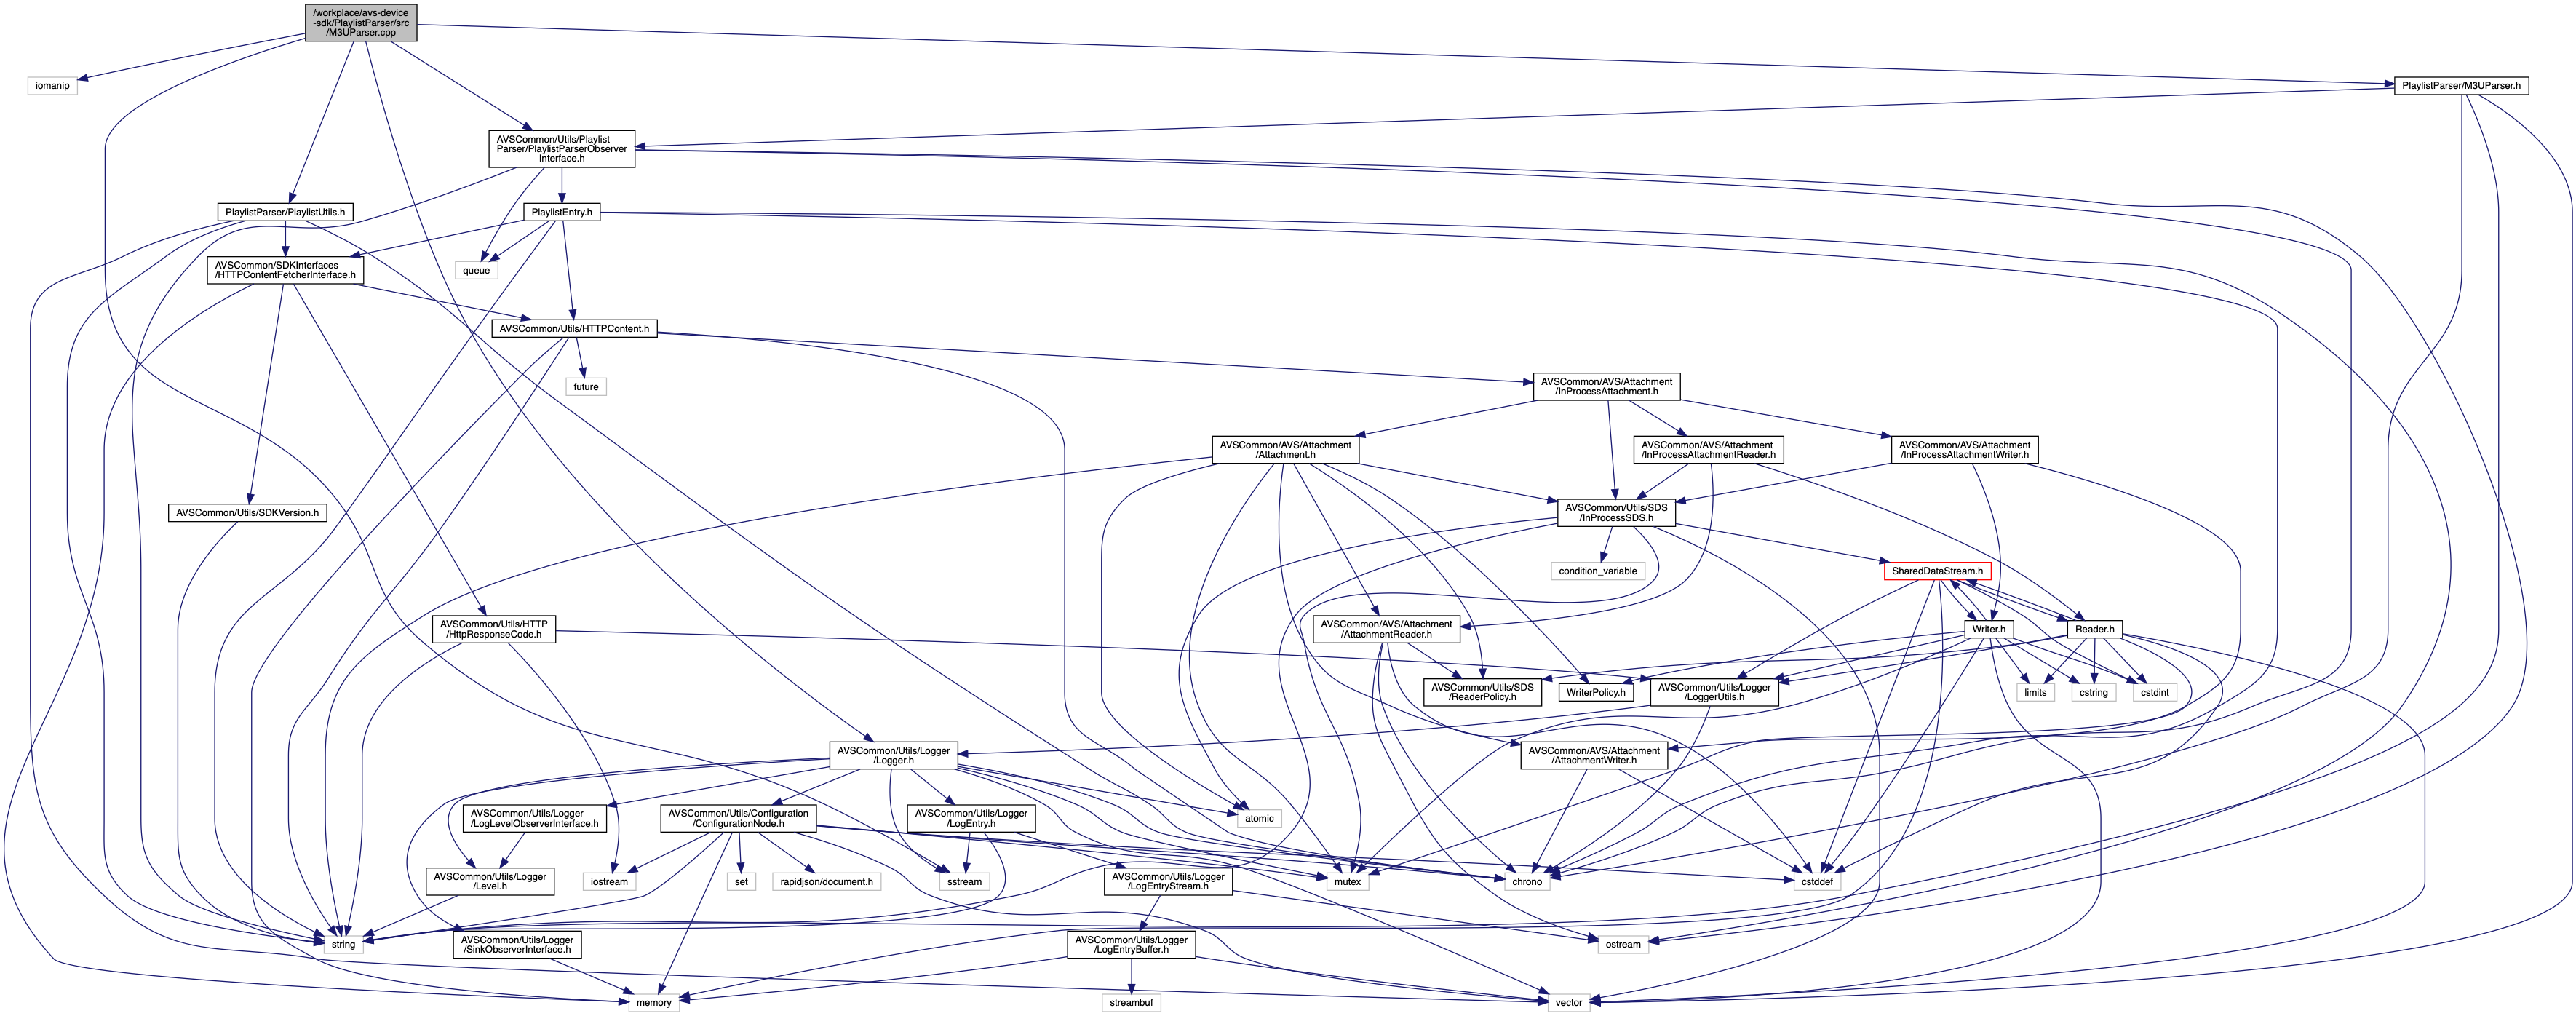 /workplace/avs-device
-sdk/PlaylistParser/src
/M3UParser.cpp
iomanip
PlaylistParser/M3UParser.h
AVSCommon/Utils/Playlist
Parser/PlaylistParserObserver
Interface.h
PlaylistParser/PlaylistUtils.h
PlaylistEntry.h
AVSCommon/SDKInterfaces
/HTTPContentFetcherInterface.h
queue
AVSCommon/Utils/HTTPContent.h
future
AVSCommon/AVS/Attachment
/InProcessAttachment.h
AVSCommon/AVS/Attachment
/Attachment.h
AVSCommon/AVS/Attachment
/InProcessAttachmentReader.h
AVSCommon/AVS/Attachment
/InProcessAttachmentWriter.h
AVSCommon/Utils/SDKVersion.h
AVSCommon/Utils/SDS
/InProcessSDS.h
condition_variable
SharedDataStream.h
AVSCommon/Utils/HTTP
/HttpResponseCode.h
AVSCommon/AVS/Attachment
/AttachmentReader.h
Writer.h
Reader.h
AVSCommon/Utils/SDS
/ReaderPolicy.h
WriterPolicy.h
AVSCommon/Utils/Logger
/LoggerUtils.h
limits
cstring
cstdint
AVSCommon/Utils/Logger
/Logger.h
AVSCommon/AVS/Attachment
/AttachmentWriter.h
AVSCommon/Utils/Logger
/LogLevelObserverInterface.h
AVSCommon/Utils/Configuration
/ConfigurationNode.h
AVSCommon/Utils/Logger
/LogEntry.h
atomic
AVSCommon/Utils/Logger
/Level.h
iostream
set
rapidjson/document.h
sstream
AVSCommon/Utils/Logger
/LogEntryStream.h
mutex
chrono
cstddef
string
AVSCommon/Utils/Logger
/SinkObserverInterface.h
AVSCommon/Utils/Logger
/LogEntryBuffer.h
ostream
memory
streambuf
vector